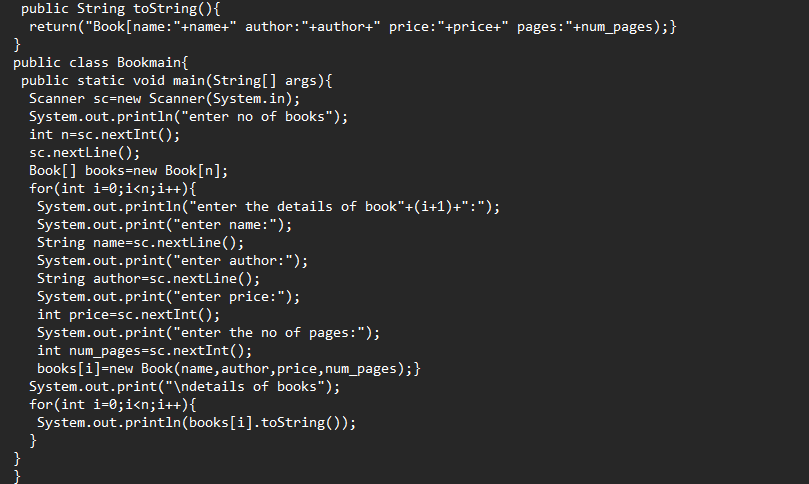 public String toString(){
return("Book[name:"+name+" author:"+author+" price:"+price+" pages:"+num_pages);}
}
public class Bookmain{
public static void main(String[] args){
Scanner sc=new Scanner(System.in);
System.out.println("enter no of books");
int n=sc.nextInt();
sc.nextLine();
Book[] books=new Book[n];
for(int i=0;i<n;i++){
System.out.println("enter the details of book"+(i+1)+":");
System.out.print("enter name:");
String name=sc.nextLine();
System.out.print("enter author:");
String author=sc.nextLine();
System.out.print("enter price:");
int price=sc.nextInt();
System.out.print("enter the no of pages:");
int num_pages=sc.nextInt();
books[i]=new Book(name,author,price,num_pages);}
System.out.print("\ndetails of books");
for(int i=0;i<n;i++){
System.out.println(books[i].toString());
}
}
}